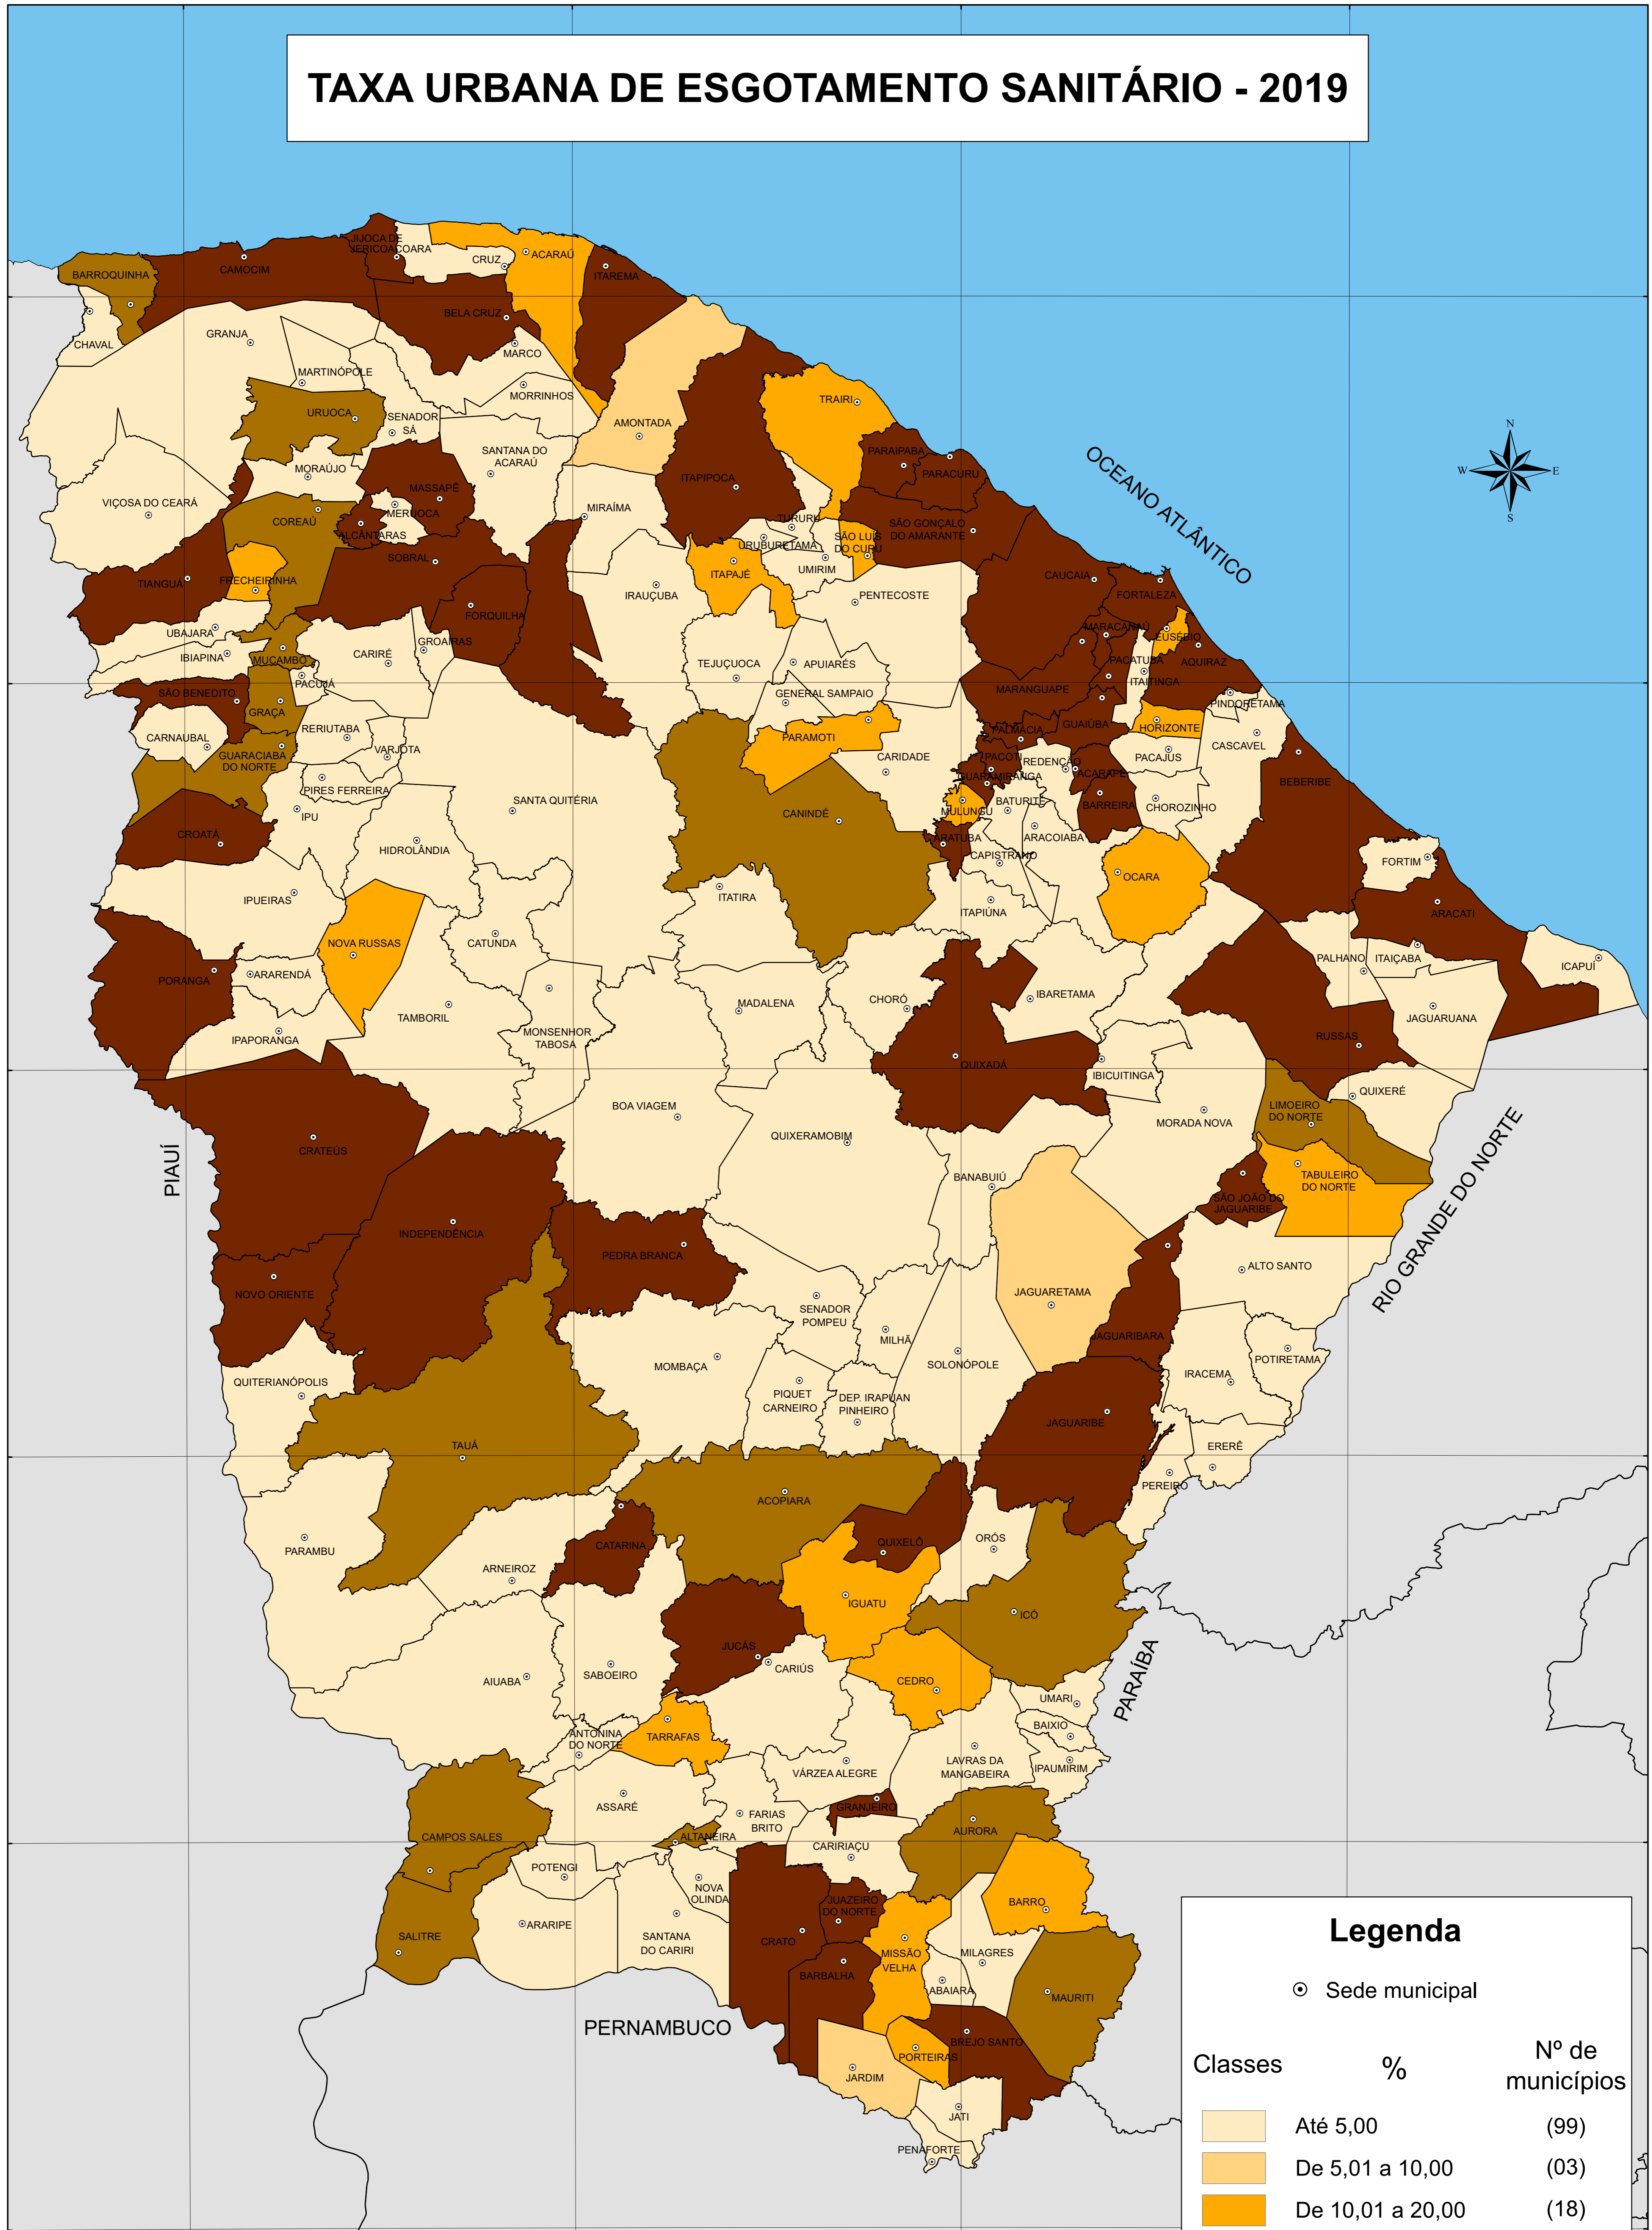 TAXA URBANA DE ESGOTAMENTO SANITÁRIO - 2019
JIJOCA DE
JERICOACOARA
CRUZ
ACARAÚ
ITAREMA
BARROQUINHA
CAMOCIM
BELA CRUZ
CHAVAL
GRANJA
MARCO
MARTINÓPOLE
MORRINHOS
URUOCA
SENADOR
SÁ
AMONTADA
TRAIRI
N
W
E
S
OCEANO ATLÂNTICO
MORAÚJO
SANTANA DO
ACARAÚ
ITAPIPOCA
PARAIPABA
PARACURU
VIÇOSA DO CEARÁ
MASSAPÊ
MERUOCA
MIRAÍMA
COREAÚ
ALCÂNTARAS
TURURU
URUBURETAMA
SÃO LUIS
DO CURU
SÃO GONÇALO
DO AMARANTE
SOBRAL
UMIRIM
TIANGUÁ
FRECHEIRINHA
ITAPAJÉ
CAUCAIA
FORTALEZA
IRAUÇUBA
PENTECOSTE
FORQUILHA
UBAJARA
MARACANAÚ
EUSÉBIO
IBIAPINA
MUCAMBO
CARIRÉ
GROAÍRAS
TEJUÇUOCA
APUIARÉS
PACATUBA
AQUIRAZ
ITAITINGA
PACUJÁ
SÃO BENEDITO
GENERAL SAMPAIO
MARANGUAPE
PINDORETAMA
GRAÇA
RERIUTABA
PARAMOTI
GUAIÚBA
HORIZONTE
CARNAUBAL
VARJOTA
PALMÁCIA
CASCAVEL
GUARACIABA
DO NORTE
CARIDADE
PACOTI
REDENÇÃO
PACAJUS
GUARAMIRANGA
ACARAPE
BEBERIBE
PIRES FERREIRA
SANTA QUITÉRIA
IPU
CANINDÉ
MULUNGU
BATURITÉ
BARREIRA
CHOROZINHO
CROATÁ
HIDROLÂNDIA
ARATUBA
ARACOIABA
CAPISTRANO
FORTIM
OCARA
IPUEIRAS
ITATIRA
ITAPIÚNA
ARACATI
NOVA RUSSAS
CATUNDA
PALHANO
ITAIÇABA
ICAPUÍ
PORANGA
ARARENDÁ
MADALENA
CHORÓ
IBARETAMA
TAMBORIL
JAGUARUANA
IPAPORANGA
MONSENHOR
TABOSA
RUSSAS
QUIXADÁ
IBICUITINGA
QUIXERÉ
BOA VIAGEM
LIMOEIRO
DO NORTE
MORADA NOVA
QUIXERAMOBIM
CRATEÚS
PIAUÍ
BANABUIÚ
TABULEIRO
DO NORTE
RIO GRANDE DO NORTE
SÃO JOÃO DO
JAGUARIBE
INDEPENDÊNCIA
PEDRA BRANCA
ALTO SANTO
NOVO ORIENTE
JAGUARETAMA
SENADOR
POMPEU
JAGUARIBARA
MILHÃ
SOLONÓPOLE
POTIRETAMA
MOMBAÇA
IRACEMA
QUITERIANÓPOLIS
PIQUET
CARNEIRO
DEP. IRAPUAN
PINHEIRO
JAGUARIBE
TAUÁ
ERERÊ
PEREIRO
ACOPIARA
ORÓS
QUIXELÔ
CATARINA
PARAMBU
ARNEIROZ
IGUATU
ICÓ
JUCÁS
CARIÚS
SABOEIRO
AIUABA
CEDRO
UMARI
PARAÍBA
BAIXIO
ANTONINA
DO NORTE
TARRAFAS
LAVRAS DA
MANGABEIRA
VÁRZEA ALEGRE
IPAUMIRIM
ASSARÉ
GRANJEIRO
FARIAS
BRITO
AURORA
CAMPOS SALES
ALTANEIRA
CARIRIAÇU
POTENGI
NOVA
OLINDA
JUAZEIRO
DO NORTE
BARRO
ARARIPE
SALITRE
SANTANA
DO CARIRI
CRATO
MISSÃO
VELHA
MILAGRES
BARBALHA
ABAIARA
MAURITI
PERNAMBUCO
BREJO SANTO
PORTEIRAS
JARDIM
JATI
PENAFORTE
Legenda
Sede municipal
Classes % Nº de
municípios
Até 5,00 (99)
De 5,01 a 10,00 (03)
De 10,01 a 20,00 (18)